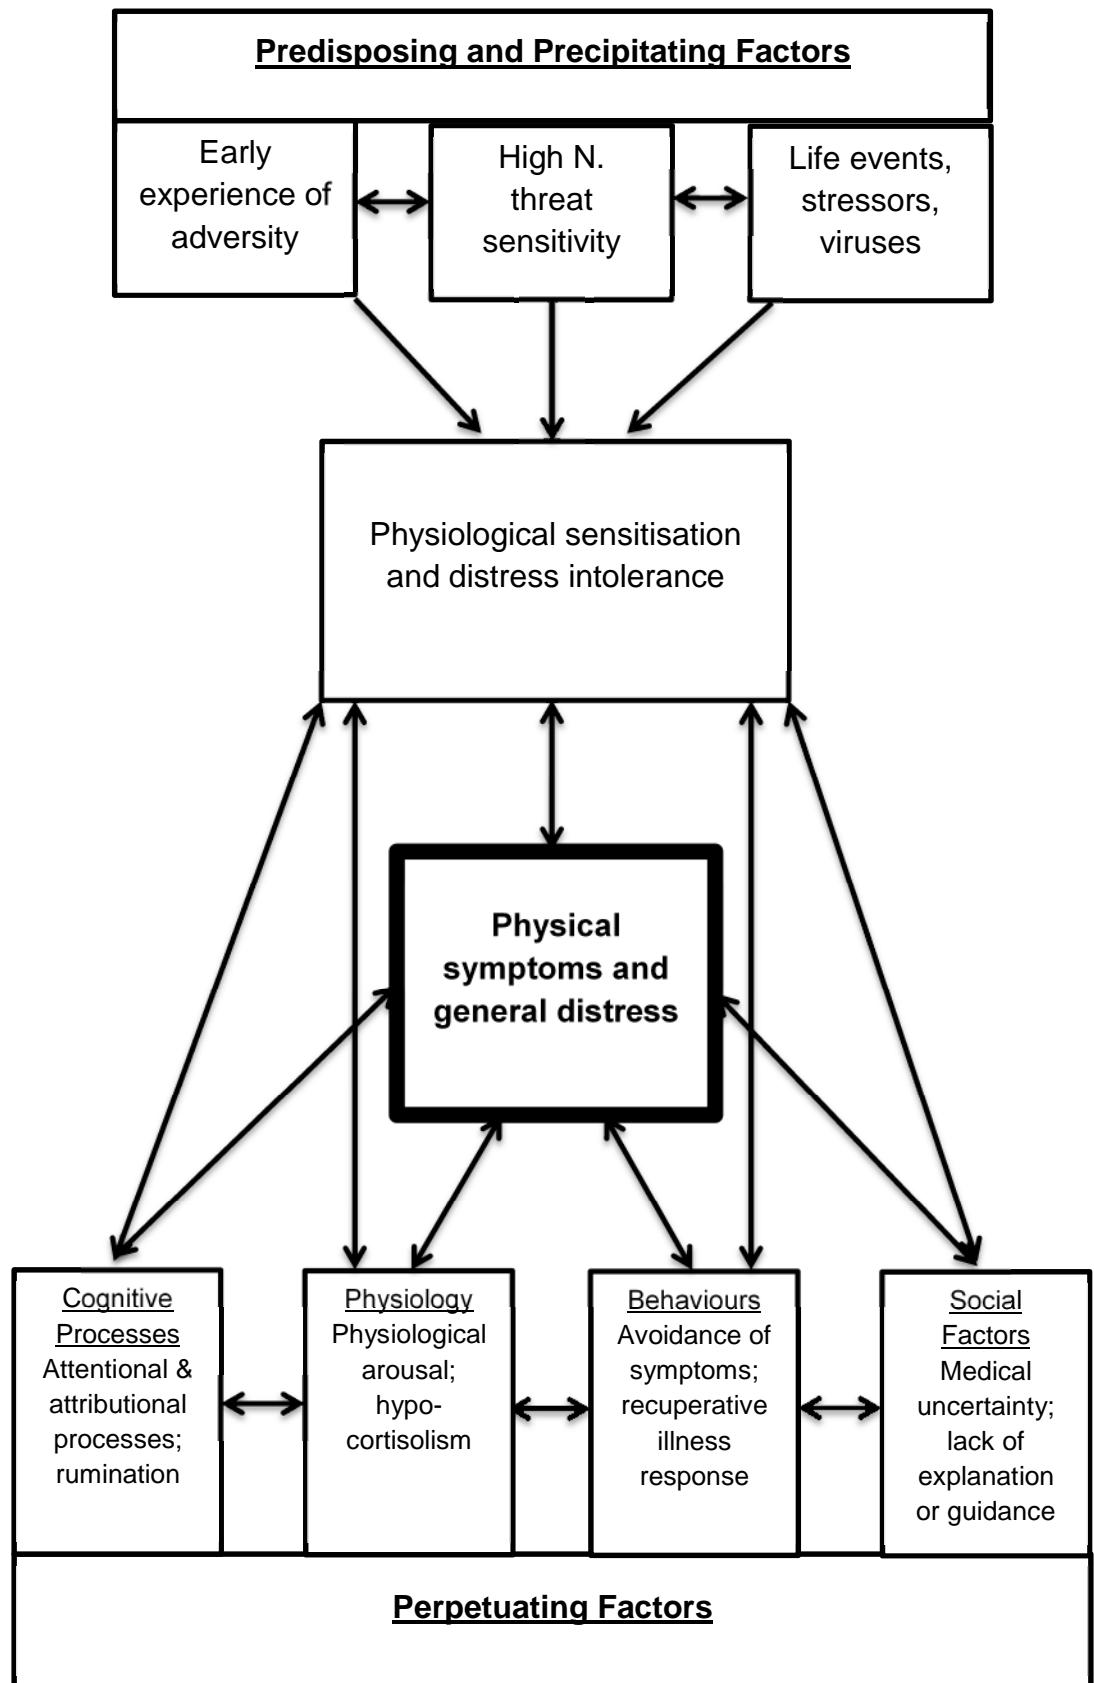 Predisposing and Precipitating Factors
Early
experience of
adversity
High N.
threat
sensitivity
Life events,
stressors,
viruses
Physiological sensitisation
and distress intolerance
Physical
symptoms and
general distress
Cognitive
Processes
Attentional &
attributional
processes;
rumination
Physiology
Physiological
arousal;
hypo-
cortisolism
Behaviours
Avoidance of
symptoms;
recuperative
illness
response
Social
Factors
Medical
uncertainty;
lack of
explanation
or guidance
Perpetuating Factors